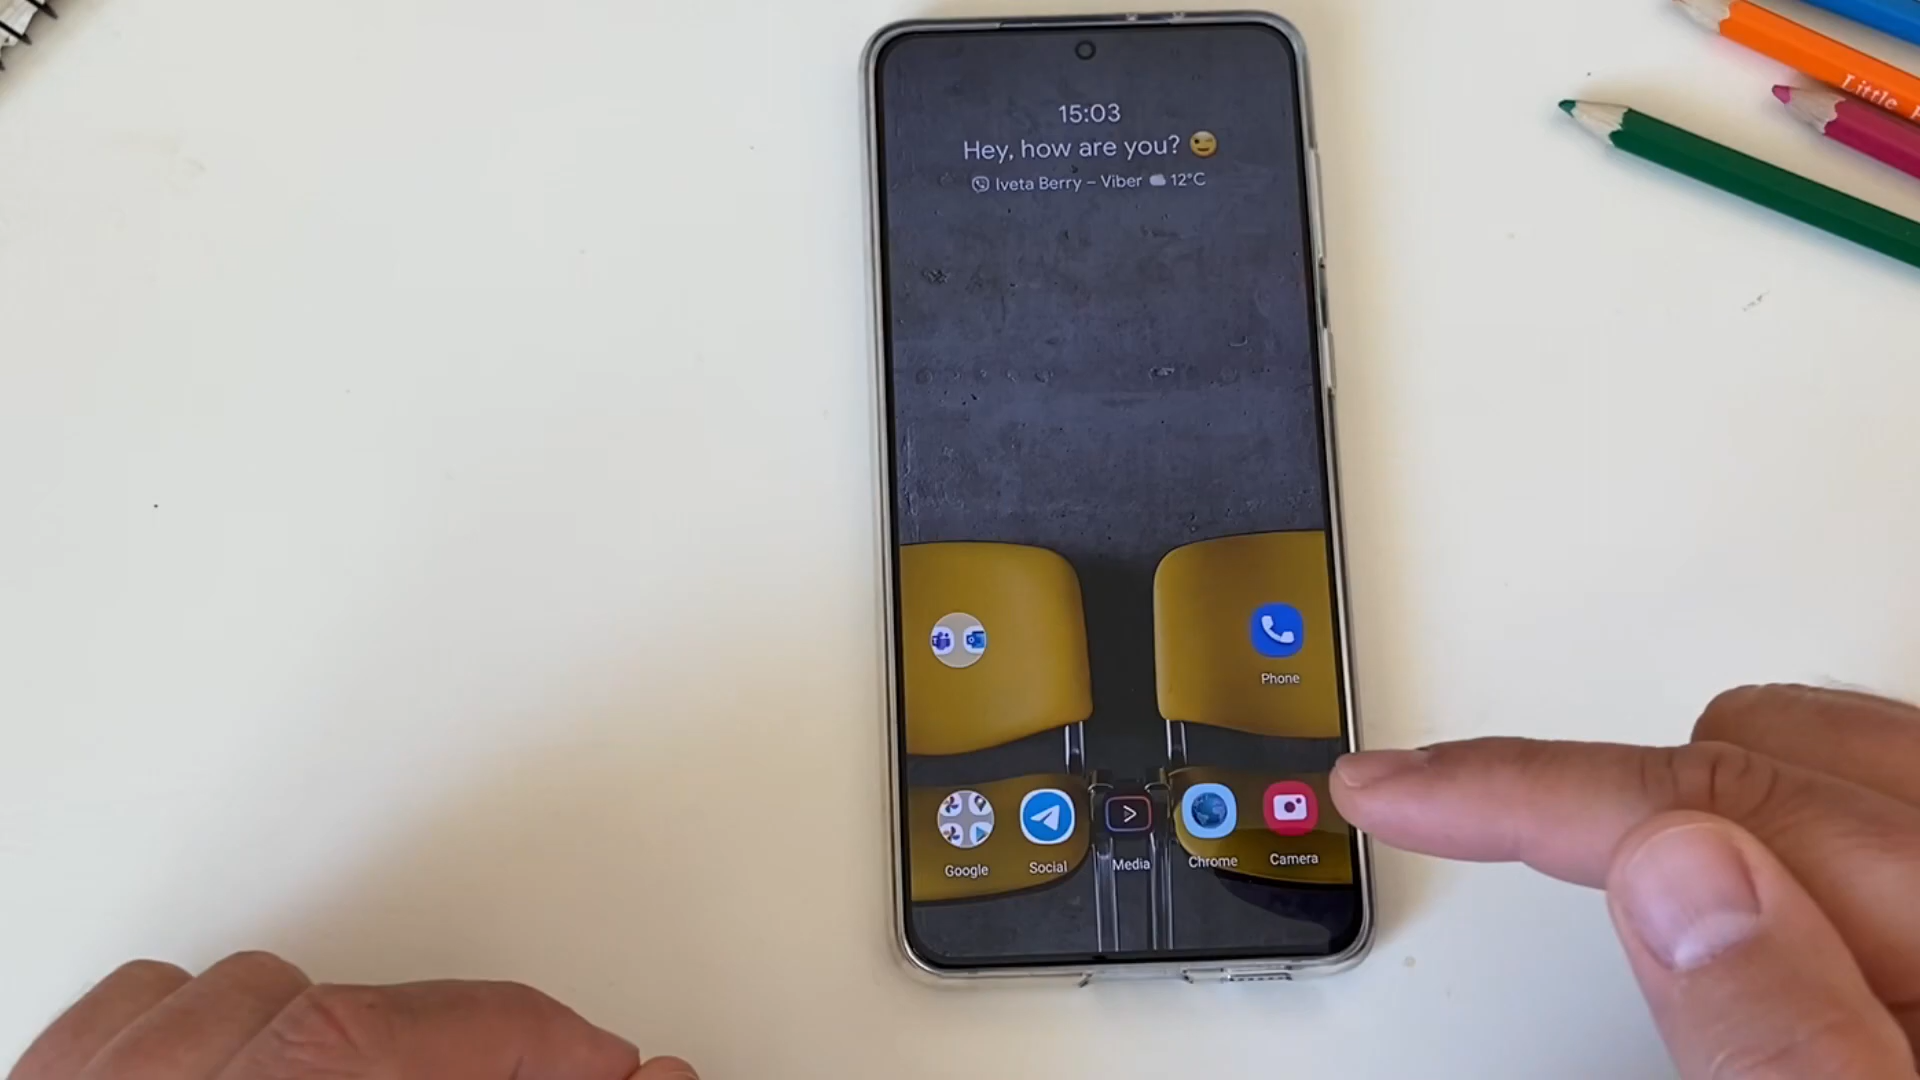 15:03
Hey, how are you? 😉
Iveta Berry – Viber 12°C
Phone
Google
Social
Media
Chrome
Camera
Little